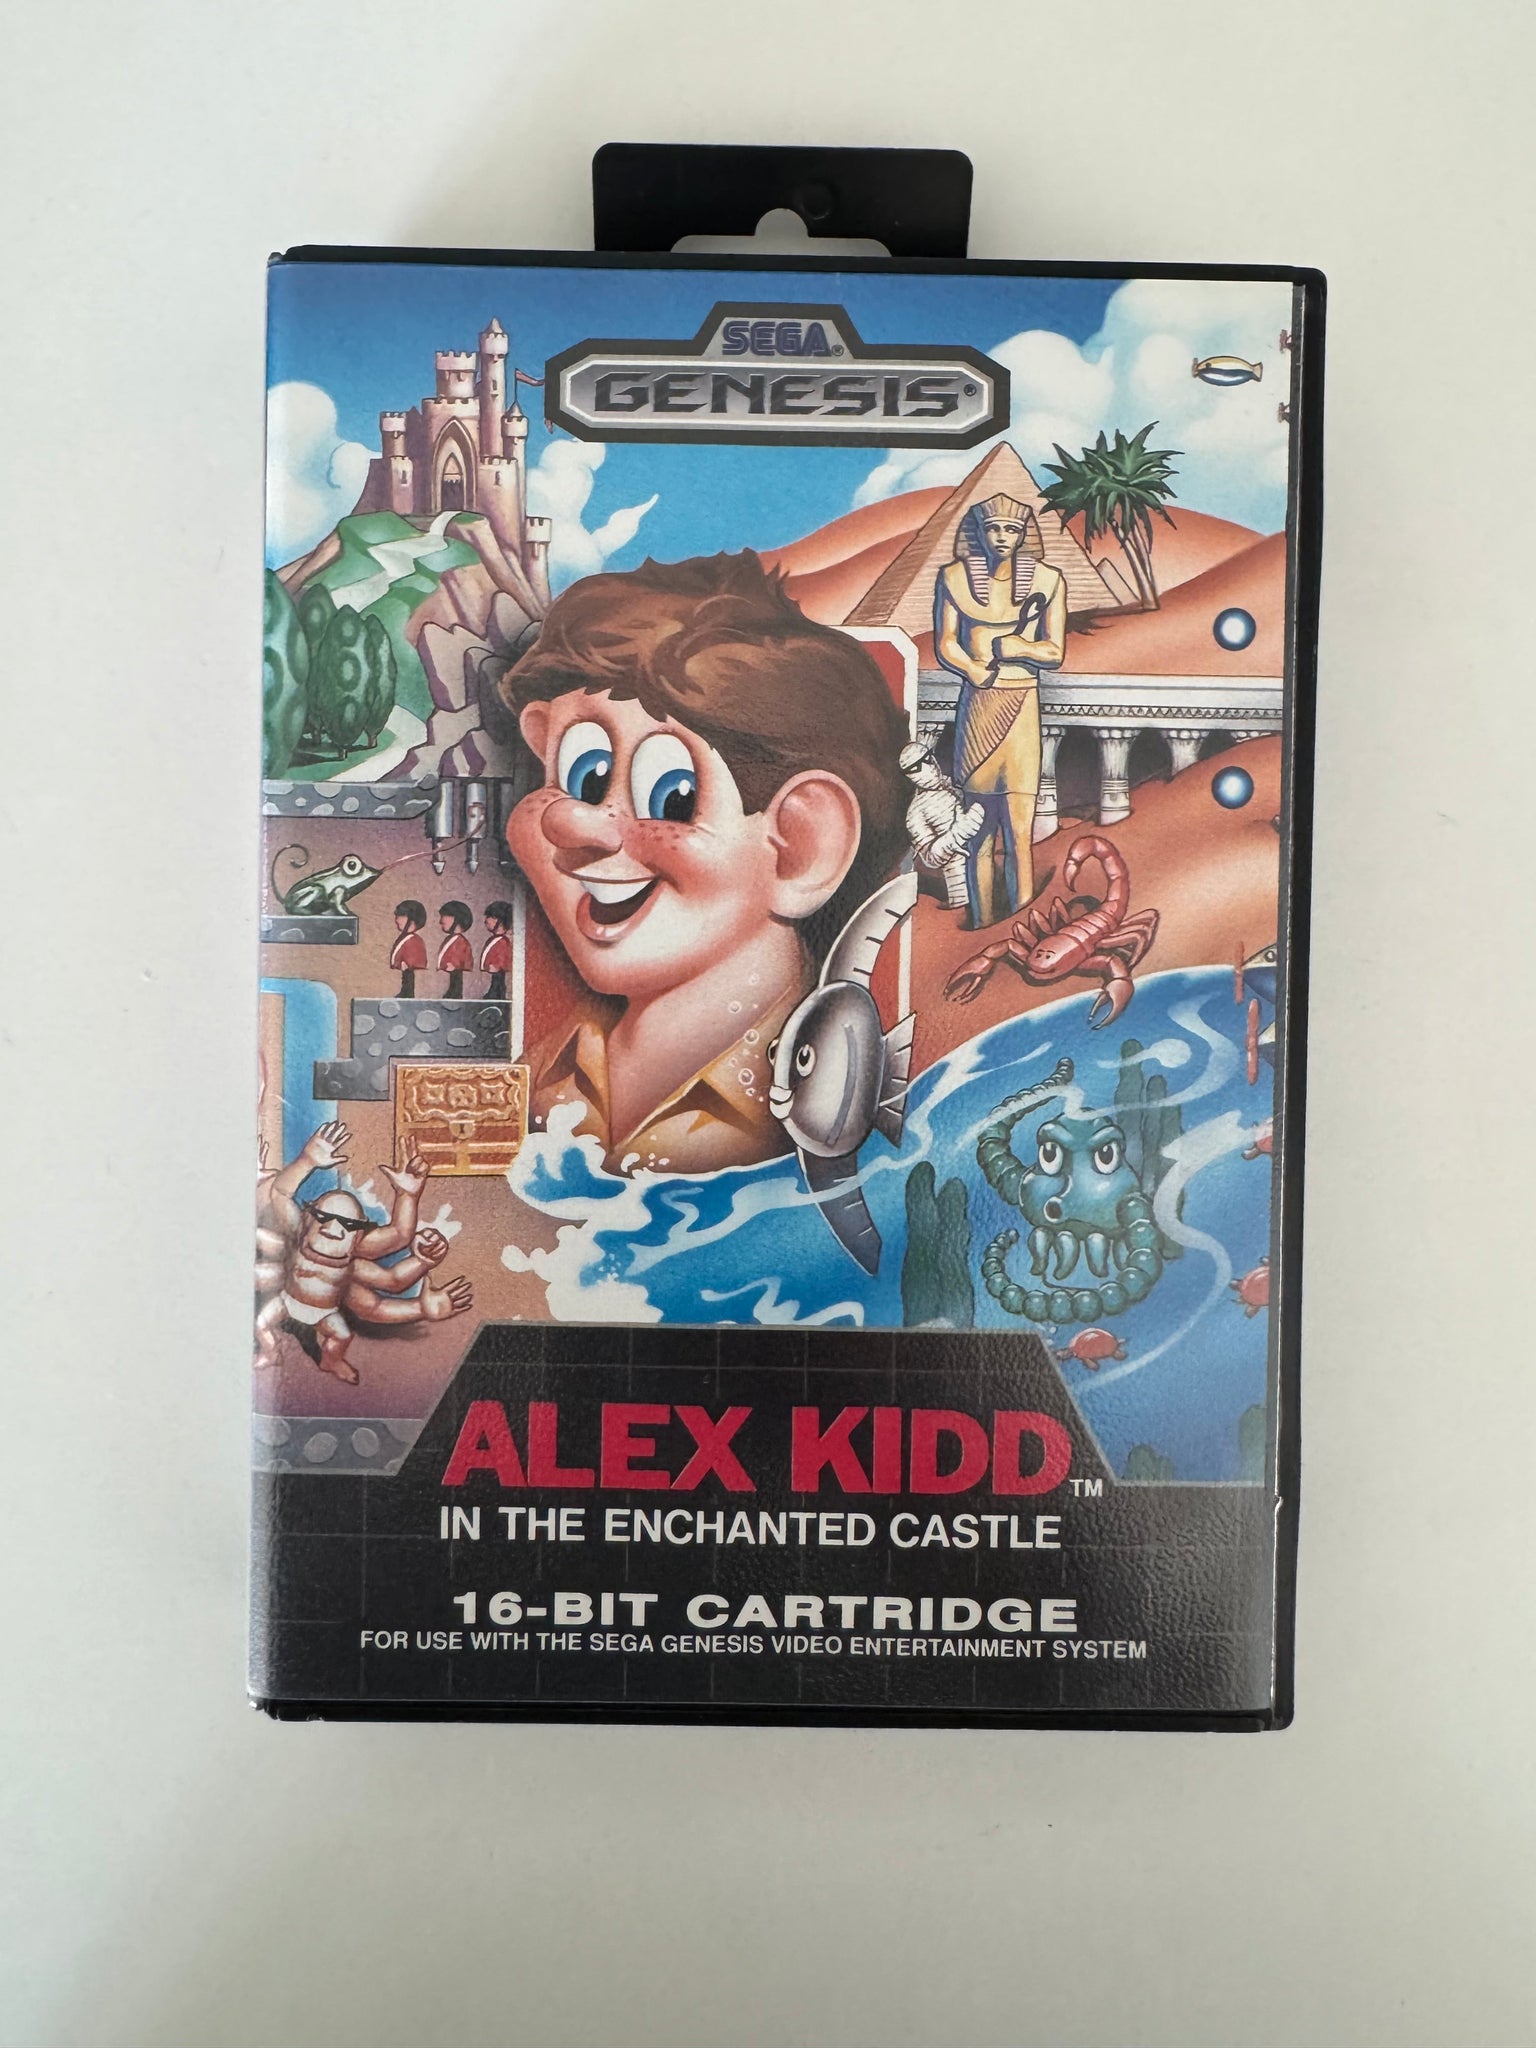 SEGA®
GENESIS®
ALEX KIDD™
IN THE ENCHANTED CASTLE
16-BIT CARTRIDGE
FOR USE WITH THE SEGA GENESIS VIDEO ENTERTAINMENT SYSTEM